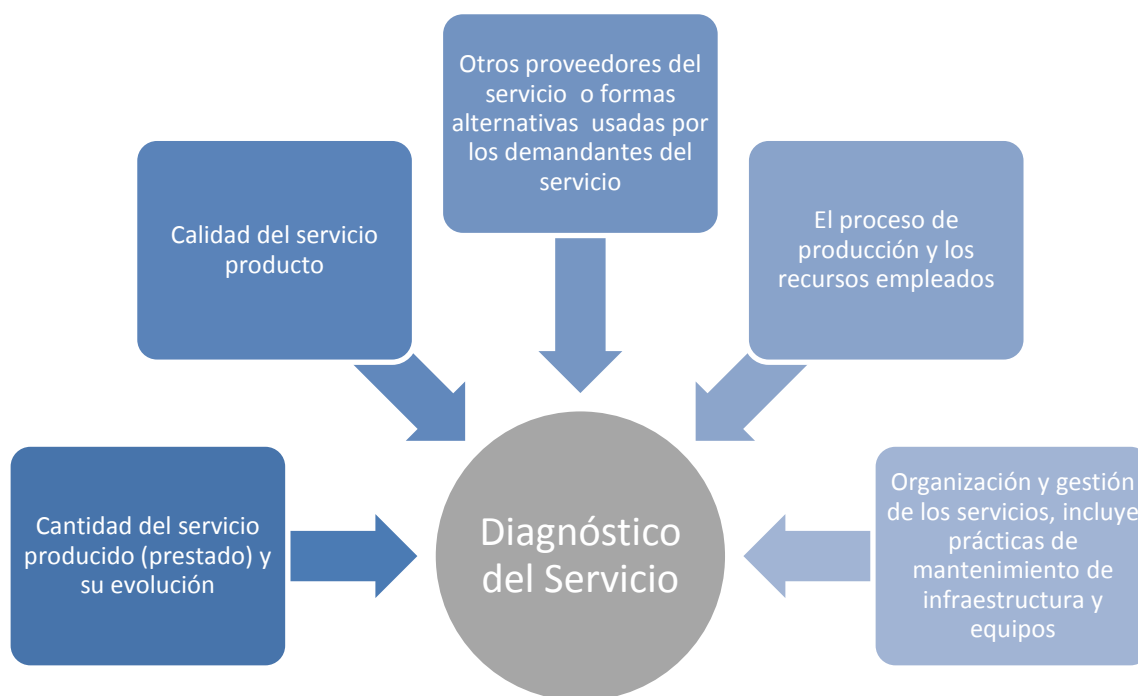 Otros proveedores del
servicio o formas
alternativas usadas por
los demandantes del
servicio
Calidad del servicio
producto
El proceso de
producción y los
recursos empleados
Cantidad del servicio
producido (prestado) y
su evolución
Diagnóstico
del Servicio
Organización y gestión
de los servicios, incluye
prácticas de
mantenimiento de
infraestructura y
equipos